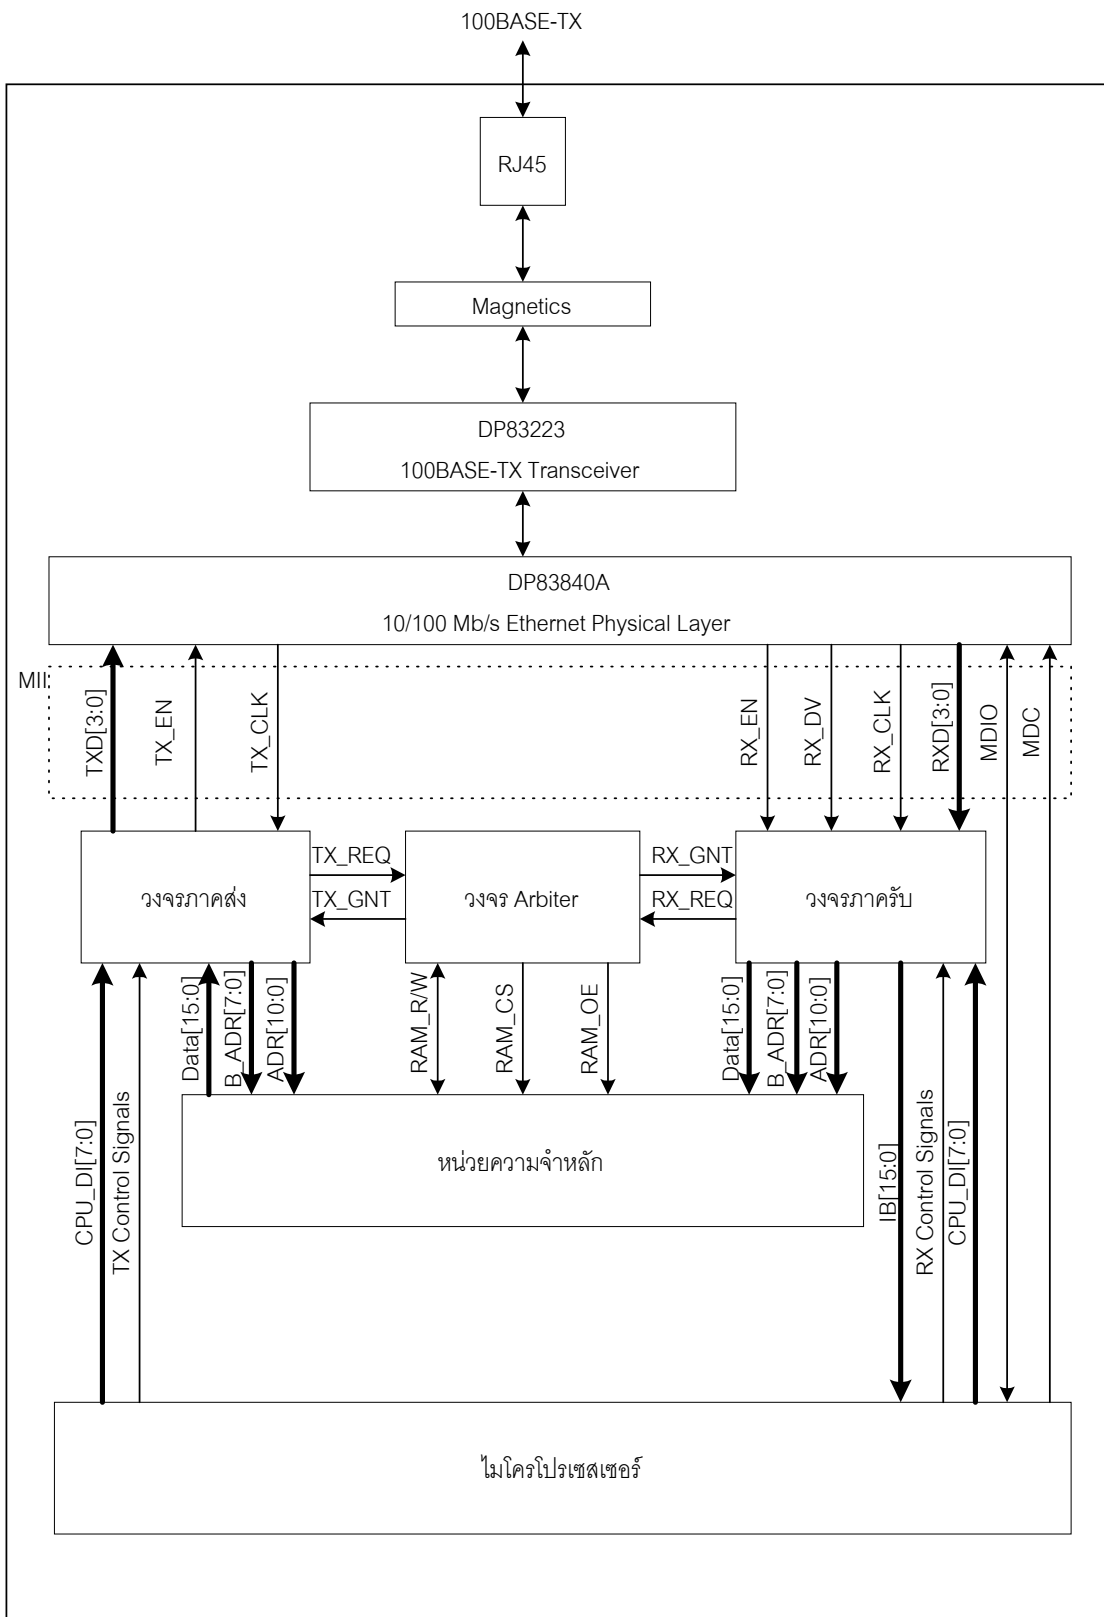 100BASE-TX
RJ45
Magnetics
DP83223
100BASE-TX Transceiver
DP83840A
10/100 Mb/s Ethernet Physical Layer
MII
TXD[3:0]
TX_EN
TX_CLK
RX_EN
RX_DV
RX_CLK
RXD[3:0]
MDIO
MDC
วงจรภาคส่ง
TX_REQ
TX_GNT
วงจร Arbiter
RX_GNT
RX_REQ
วงจรภาครับ
Data[15:0]
B_ADR[7:0]
ADR[10:0]
RAM_R/W
RAM_CS
RAM_OE
Data[15:0]
B_ADR[7:0]
ADR[10:0]
CPU_DI[7:0]
TX Control Signals
หน่วยความจำหลัก
IB[15:0]
RX Control Signals
CPU_DI[7:0]
ไมโครโปรเซสเซอร์